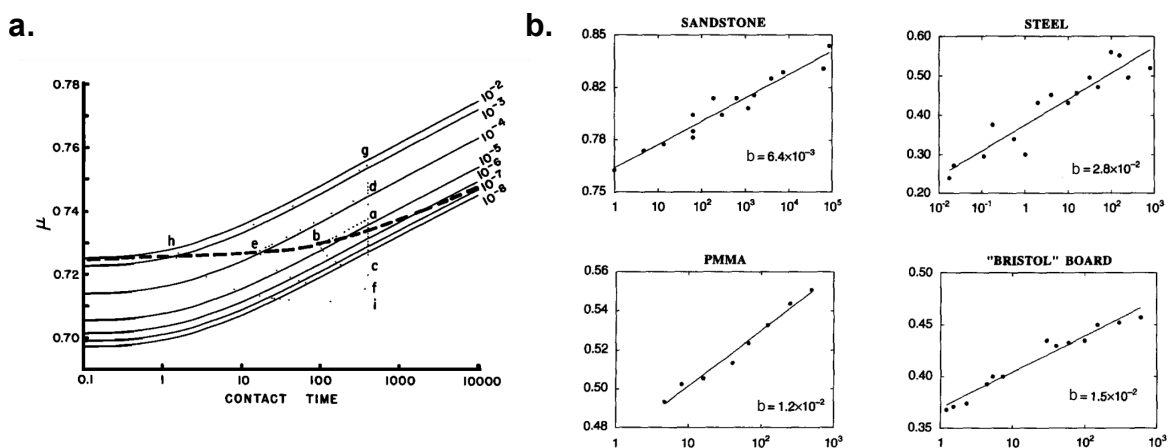 a.
μ
0.78
0.76
0.74
0.72
0.70
0.1 1 10 100 1000 10000
CONTACT TIME
10-2
10-3
10-4
10-5
10-6
10-7
10-8
g
d
a
h
e
b
c
f
i
b.
SANDSTONE
0.85
0.82
0.78
0.75
b = 6.4×10⁻³
1 10 10² 10³ 10⁴ 10⁵
STEEL
0.60
0.50
0.40
0.30
0.20
b = 2.8×10⁻²
10⁻² 10⁻¹ 1 10 10² 10³
PMMA
0.56
0.54
0.52
0.50
0.48
b = 1.2×10⁻²
1 10 10² 10³
"BRISTOL" BOARD
0.50
0.45
0.40
0.35
b = 1.5×10⁻²
1 10 10² 10³